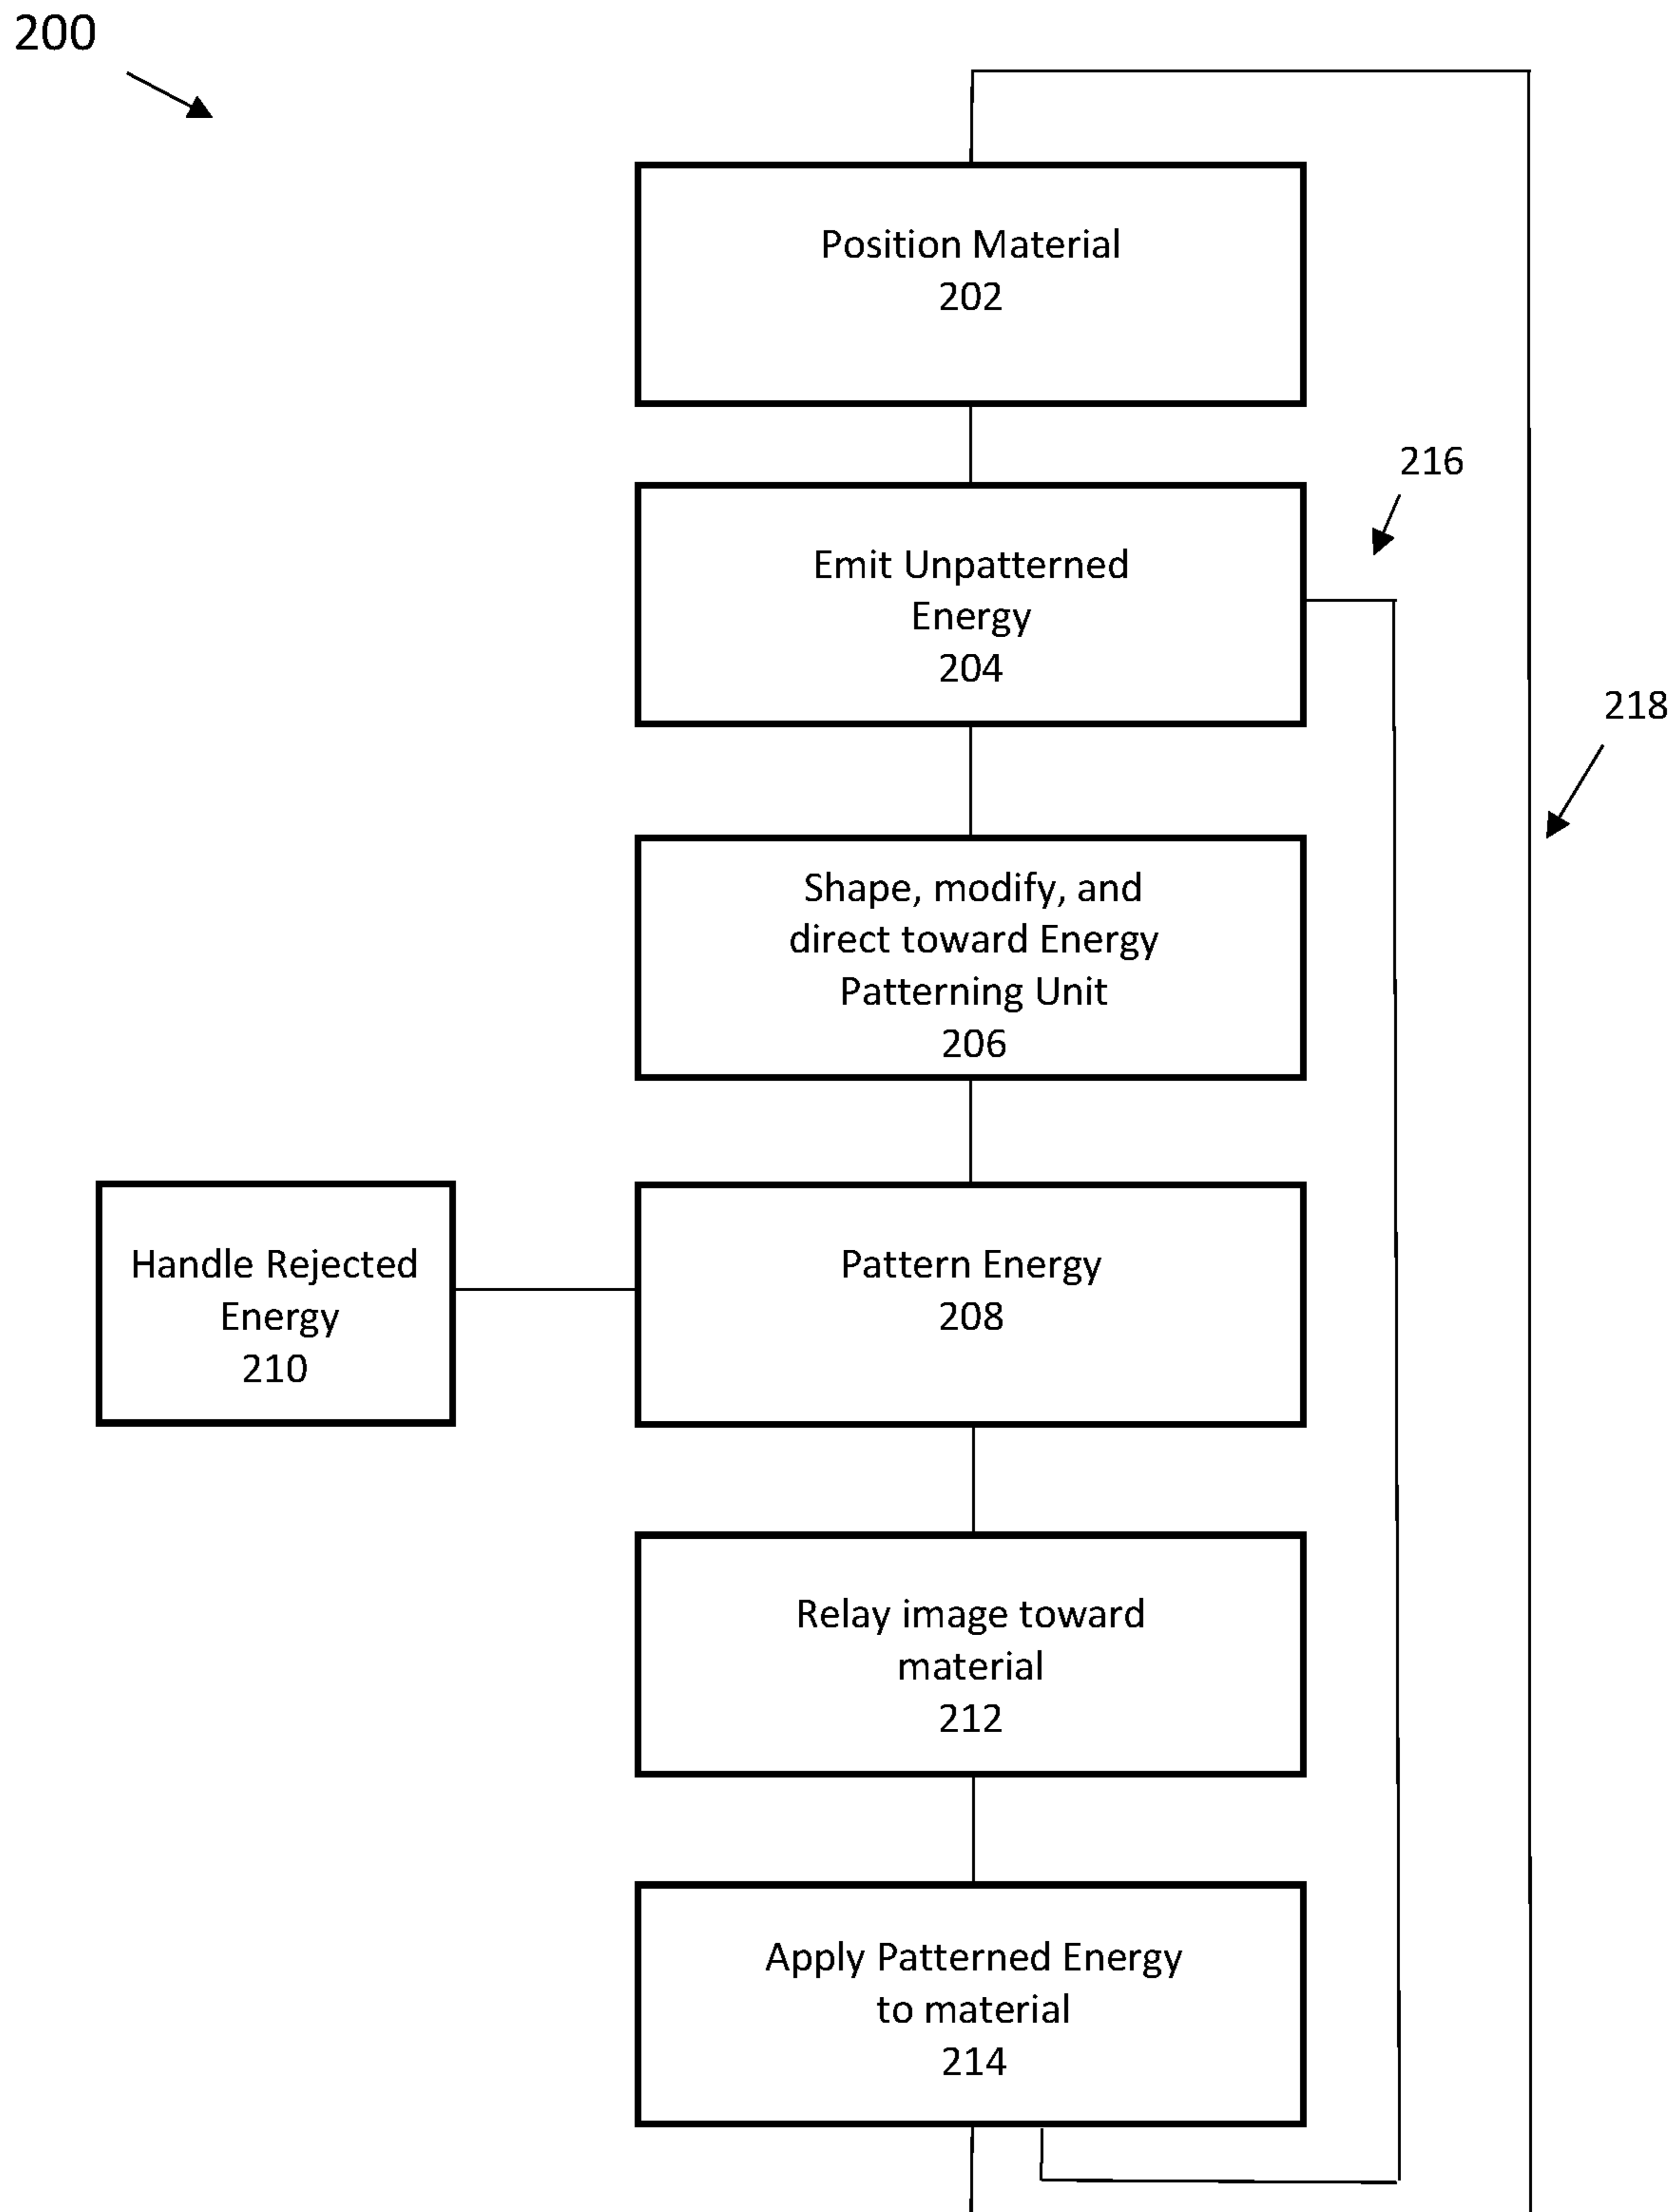 200
Position Material
202
216
Emit Unpatterned
Energy
204
218
Shape, modify, and
direct toward Energy
Patterning Unit
206
Handle Rejected
Energy
210
Pattern Energy
208
Relay image toward
material
212
Apply Patterned Energy
to material
214